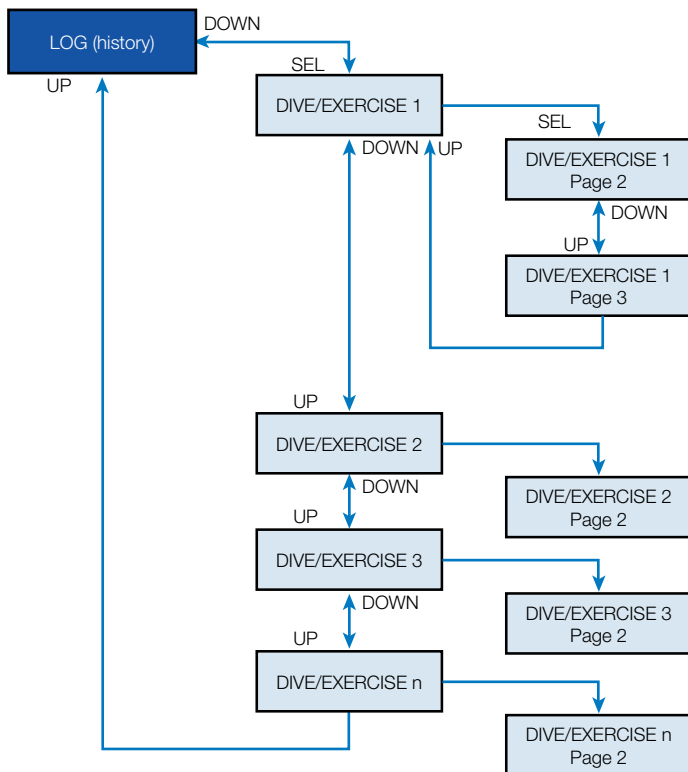 DOWN
LOG (history)
UP
SEL
DIVE/EXERCISE 1
SEL
DOWN
UP
DIVE/EXERCISE 1
Page 2
DOWN
UP
DIVE/EXERCISE 1
Page 3
UP
DIVE/EXERCISE 2
DOWN
DIVE/EXERCISE 2
Page 2
UP
DIVE/EXERCISE 3
DOWN
DIVE/EXERCISE 3
Page 2
UP
DIVE/EXERCISE n
DIVE/EXERCISE n
Page 2